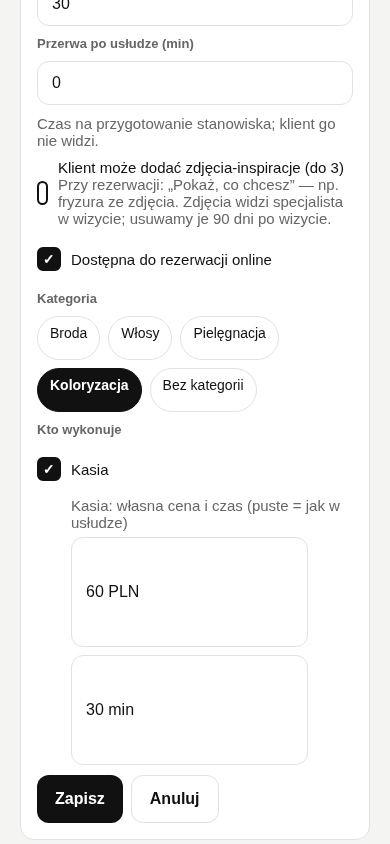 30
Przerwa po usłudze (min)
0
Czas na przygotowanie stanowiska; klient go
nie widzi.
Klient może dodać zdjęcia-inspiracje (do 3)
Przy rezerwacji: „Pokaż, co chcesz” — np.
fryzura ze zdjęcia. Zdjęcia widzi specjalista
w wizycie; usuwamy je 90 dni po wizycie.
✓ Dostępna do rezerwacji online
Kategoria
Broda Włosy Pielęgnacja
Koloryzacja Bez kategorii
Kto wykonuje
✓ Kasia
Kasia: własna cena i czas (puste = jak w
usłudze)
60 PLN
30 min
Zapisz Anuluj